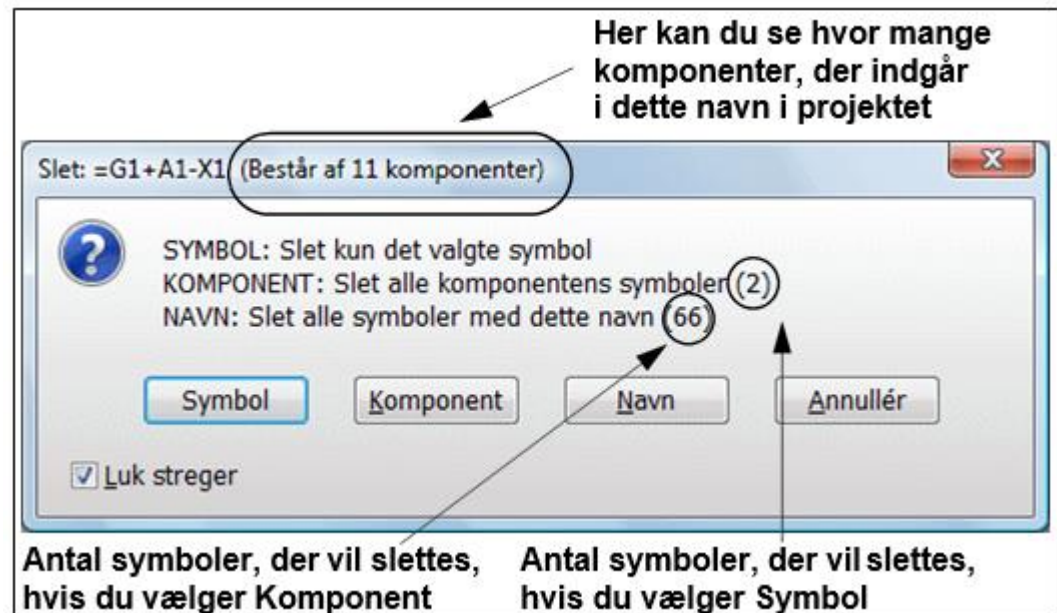 Her kan du se hvor mange
komponenter, der indgår
i dette navn i projektet
Slet: =G1+A1-X1 (Består af 11 komponenter)
SYMBOL: Slet kun det valgte symbol
KOMPONENT: Slet alle komponentens symboler (2)
NAVN: Slet alle symboler med dette navn (66)
Symbol
Komponent
Navn
Annullér
Luk streger
Antal symboler, der vil slettes,
hvis du vælger Komponent
Antal symboler, der vil slettes,
hvis du vælger Symbol